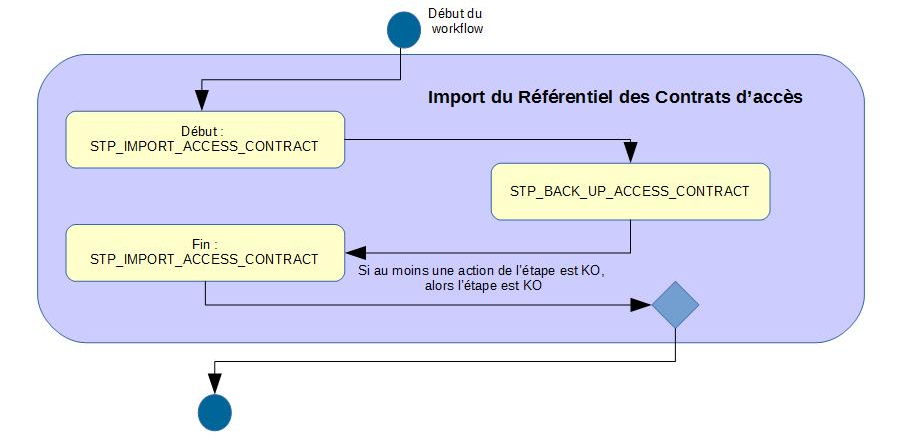 Début du
workflow
Import du Référentiel des Contrats d’accès
Début :
STP_IMPORT_ACCESS_CONTRACT
STP_BACK_UP_ACCESS_CONTRACT
Fin :
STP_IMPORT_ACCESS_CONTRACT
Si au moins une action de l’étape est KO,
alors l’étape est KO